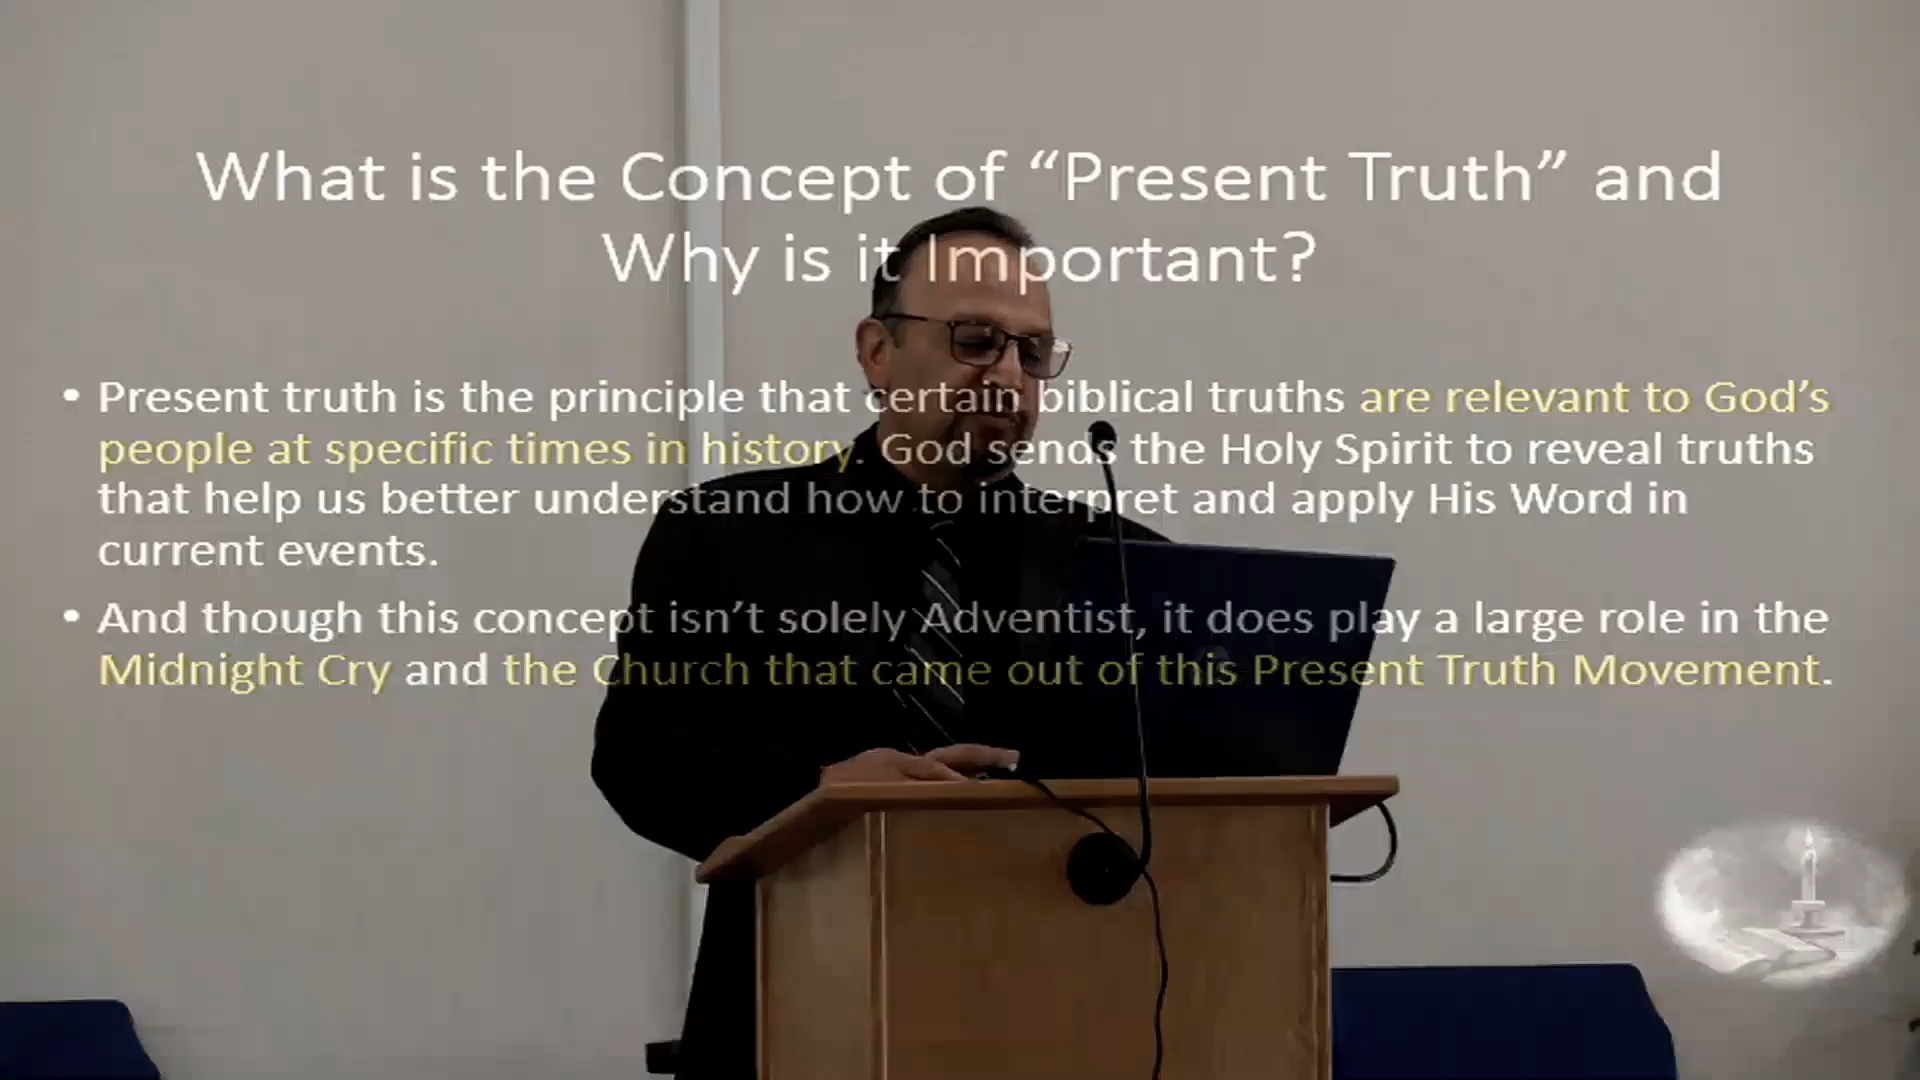 What is the Concept of “Present Truth” and
Why is it Important?
• Present truth is the principle that certain biblical truths are relevant to God’s
people at specific times in history. God sends the Holy Spirit to reveal truths
that help us better understand how to interpret and apply His Word in
current events.
• And though this concept isn’t solely Adventist, it does play a large role in the
Midnight Cry and the Church that came out of this Present Truth Movement.